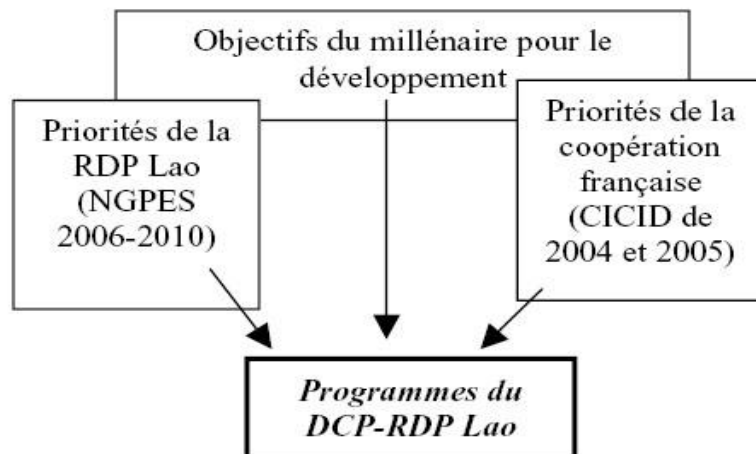 Objectifs du millénaire pour le
développement
Priorités de la
RDP Lao
(NGPES
2006-2010)
Priorités de la
coopération
française
(CICID de
2004 et 2005)
Programmes du
DCP-RDP Lao